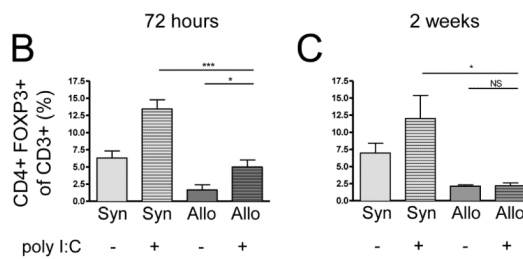 72 hours
2 weeks
B
C
CD4+ FOXP3+
of CD3+ (%)
***
*
17.5
15.0
12.5
10.0
7.5
5.0
2.5
0.0
Syn Syn Allo Allo
*
NS
17.5
15.0
12.5
10.0
7.5
5.0
2.5
0.0
Syn Syn Allo Allo
poly I:C - + - + - + - +